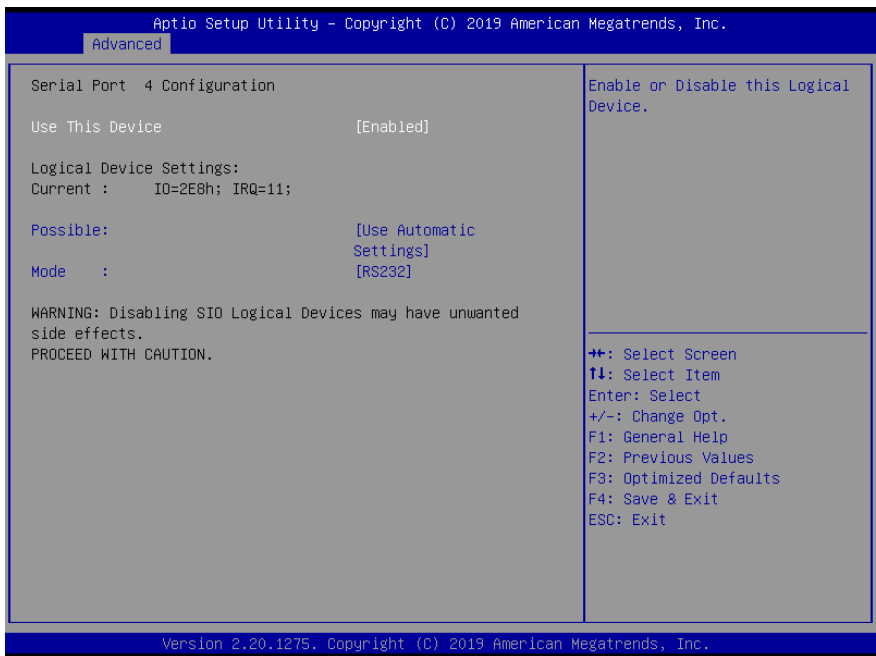 Aptio Setup Utility – Copyright (C) 2019 American Megatrends, Inc.
Advanced
Serial Port 4 Configuration
Use This Device [Enabled]
Logical Device Settings:
Current : IO=2E8h; IRQ=11;
Possible: [Use Automatic
Settings]
Mode : [RS232]
WARNING: Disabling SIO Logical Devices may have unwanted
side effects.
PROCEED WITH CAUTION.
Enable or Disable this Logical
Device.
→←: Select Screen
↑↓: Select Item
Enter: Select
+/-: Change Opt.
F1: General Help
F2: Previous Values
F3: Optimized Defaults
F4: Save & Exit
ESC: Exit
Version 2.20.1275. Copyright (C) 2019 American Megatrends, Inc.